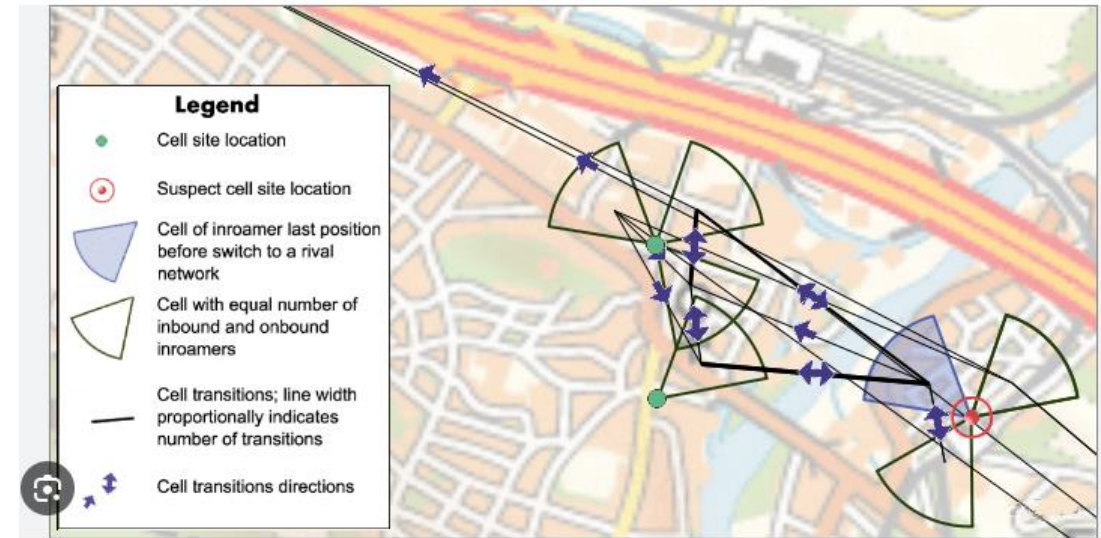 Legend
Cell site location
Suspect cell site location
Cell of inroamer last position
before switch to a rival
network
Cell with equal number of
inbound and onbound
inroamers
Cell transitions; line width
proportionally indicates
number of transitions
Cell transitions directions